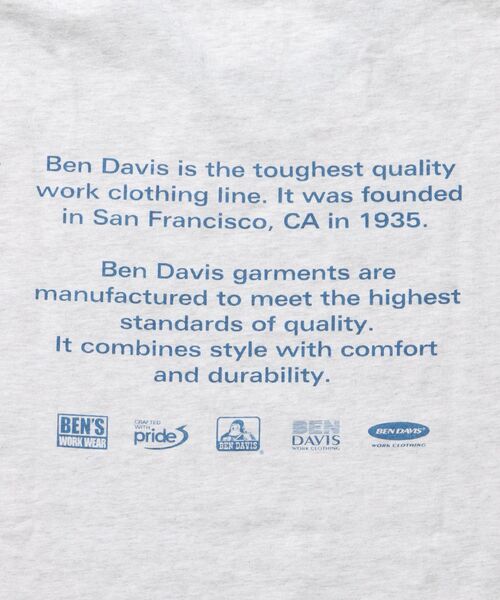 Ben Davis is the toughest quality
work clothing line. It was founded
in San Francisco, CA in 1935.
Ben Davis garments are
manufactured to meet the highest
standards of quality.
It combines style with comfort
and durability.
BEN'S
WORK WEAR
CRAFTED
WITH
pride
BEN DAVIS
®
BEN
DAVIS
WORK CLOTHING
BEN DAVIS
WORK CLOTHING